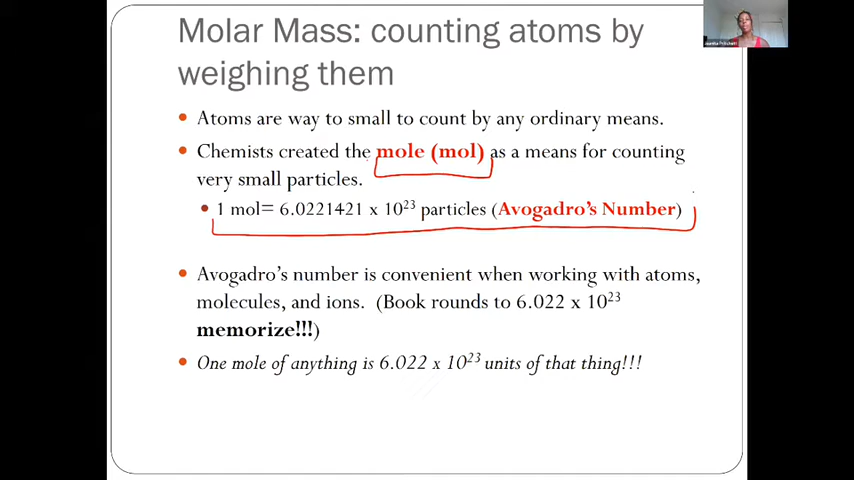 Molar Mass: counting atoms by
weighing them
• Atoms are way to small to count by any ordinary means.
• Chemists created the mole (mol) as a means for counting
very small particles.
• 1 mol= 6.0221421 x 10²³ particles (Avogadro's Number)
• Avogadro's number is convenient when working with atoms,
molecules, and ions. (Book rounds to 6.022 x 10²³
memorize!!!)
• One mole of anything is 6.022 x 10²³ units of that thing!!!